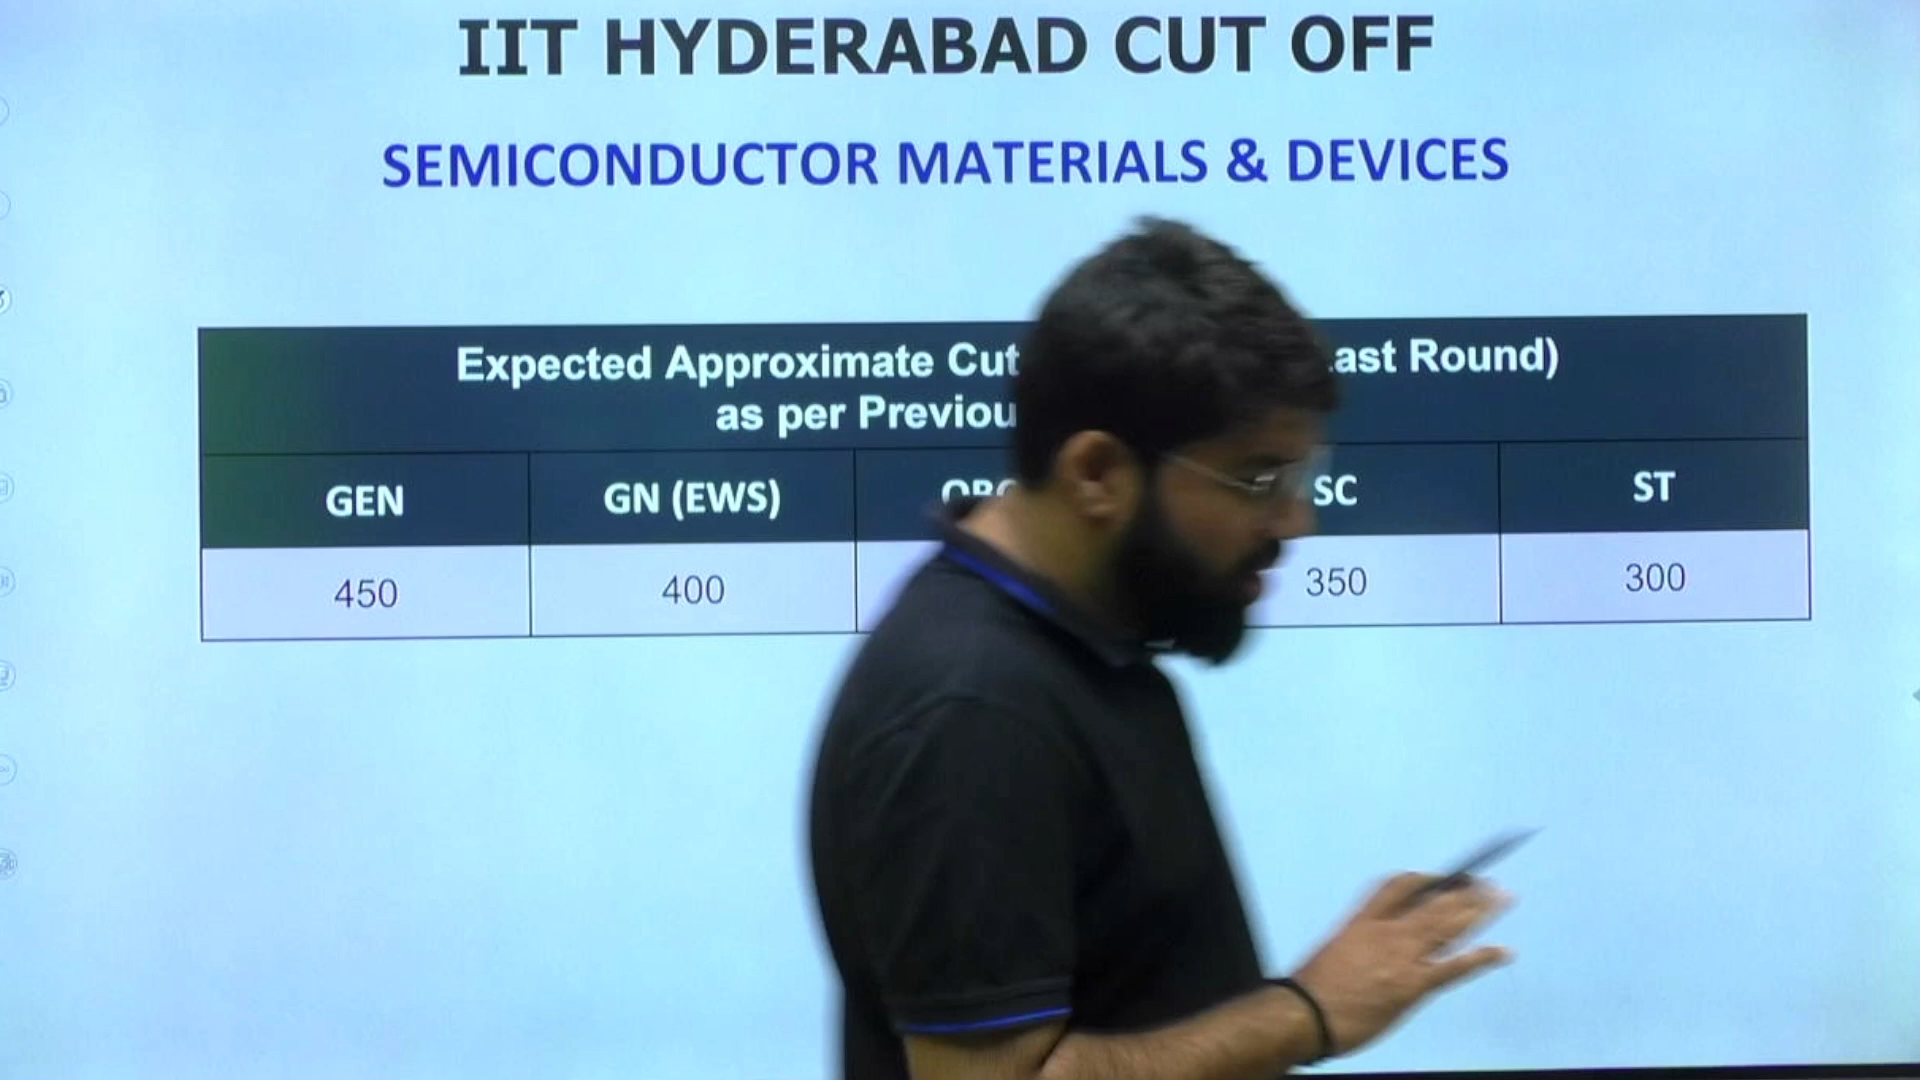 IIT HYDERABAD CUT OFF
SEMICONDUCTOR MATERIALS & DEVICES
Expected Approximate Cut ast Round)
as per Previou
GEN GN (EWS) OBC SC ST
450 400 350 300